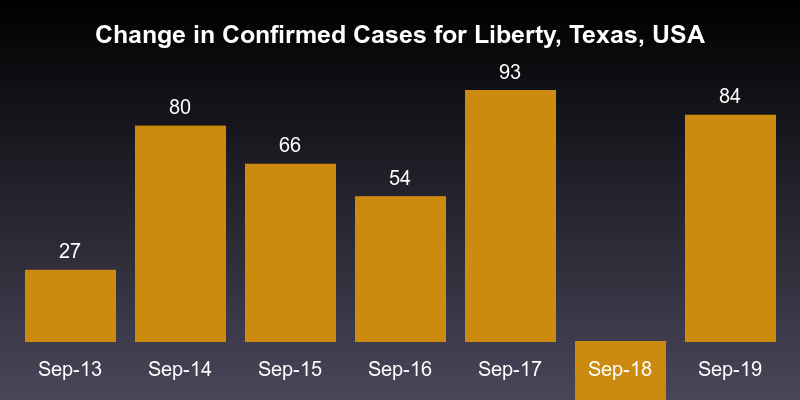 Change in Confirmed Cases for Liberty, Texas, USA
27
80
66
54
93
84
Sep-13
Sep-14
Sep-15
Sep-16
Sep-17
Sep-18
Sep-19